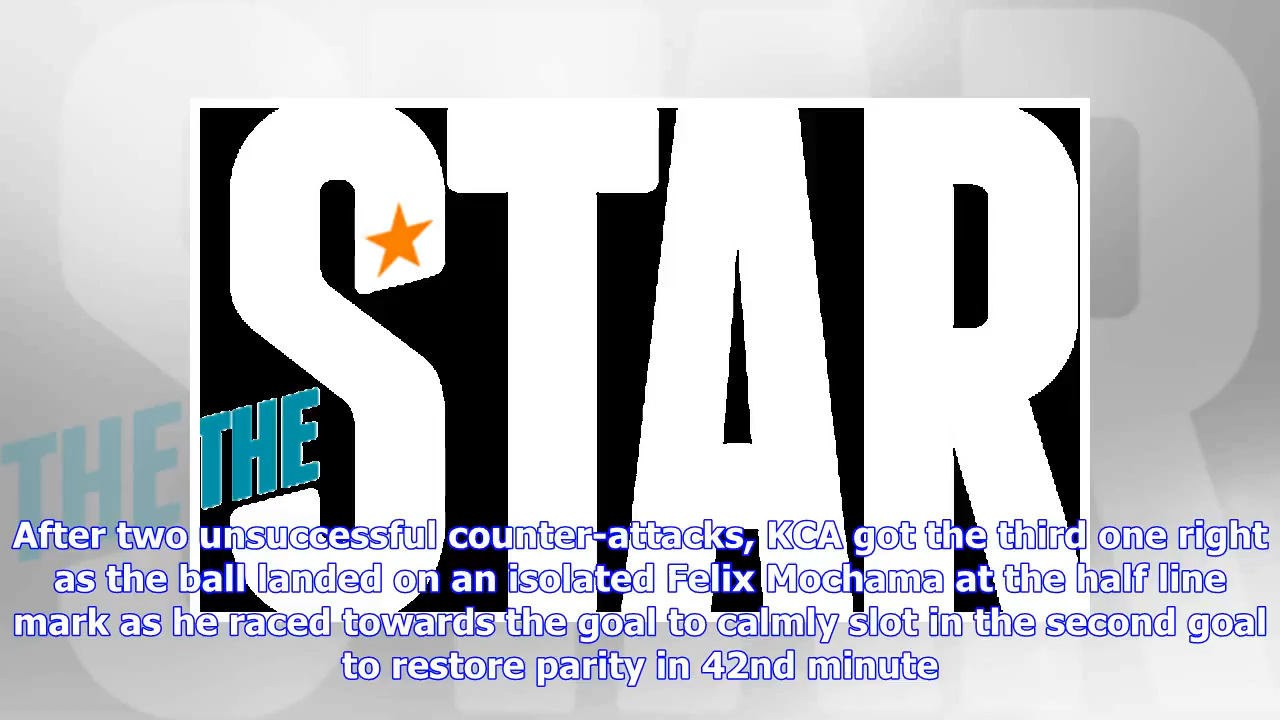 THE STAR
THE
After two unsuccessful counter-attacks, KCA got the third one right
as the ball landed on an isolated Felix Mochama at the half line
mark as he raced towards the goal to calmly slot in the second goal
to restore parity in 42nd minute